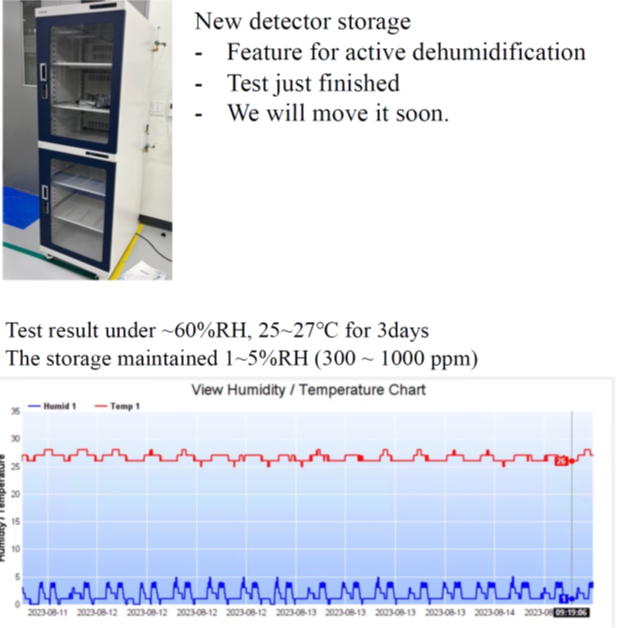 New detector storage
- Feature for active dehumidification
- Test just finished
- We will move it soon.
Test result under ~60%RH, 25~27°C for 3days
The storage maintained 1~5%RH (300 ~ 1000 ppm)
View Humidity / Temperature Chart
Humid 1 Temp 1
35
30
25
20
15
10
5
0
Humidity / Temperature
26
1
2023-08-11 2023-08-12 2023-08-12 2023-08-12 2023-08-12 2023-08-13 2023-08-13 2023-08-13 2023-08-13 2023-08-14 2023-08 09:19:06